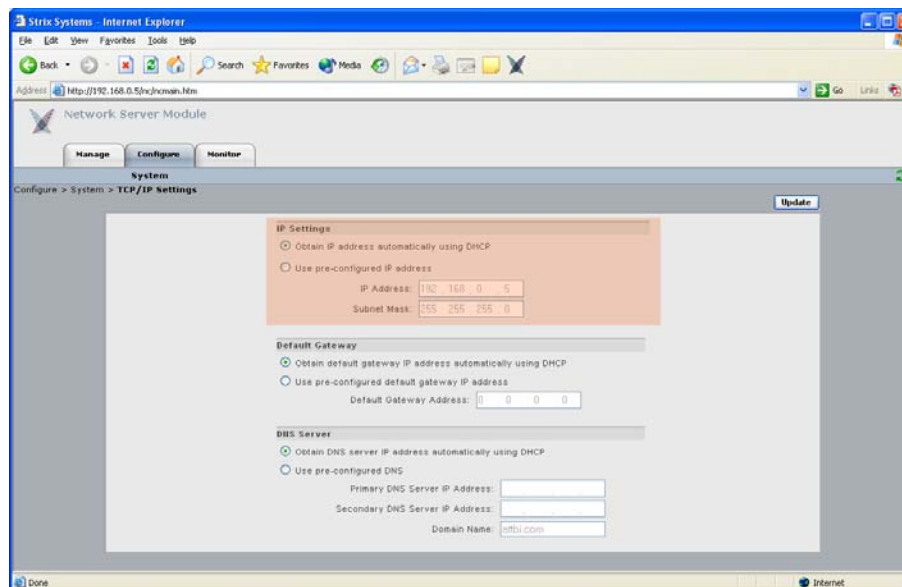 Strix Systems - Internet Explorer
File Edit View Favorites Tools Help
Back Search Favorites Media
Address http://192.168.0.5/nc/ncmain.htm Go Links
Network Server Module
Manage Configure Monitor
System
Configure > System > TCP/IP Settings
Update
IP Settings
Obtain IP address automatically using DHCP
Use pre-configured IP address
IP Address: 192 . 168 . 0 . 5
Subnet Mask: 255 . 255 . 255 . 0
Default Gateway
Obtain default gateway IP address automatically using DHCP
Use pre-configured default gateway IP address
Default Gateway Address: 0 . 0 . 0 . 0
DNS Server
Obtain DNS server IP address automatically using DHCP
Use pre-configured DNS
Primary DNS Server IP Address:
Secondary DNS Server IP Address:
Domain Name: attbi.com
Done Internet